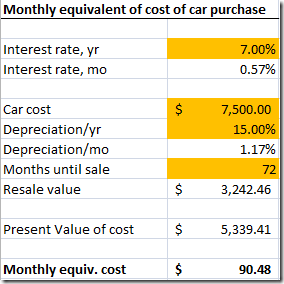 Monthly equivalent of cost of car purchase
Interest rate, yr 7.00%
Interest rate, mo 0.57%
Car cost $ 7,500.00
Depreciation/yr 15.00%
Depreciation/mo 1.17%
Months until sale 72
Resale value $ 3,242.46
Present Value of cost $ 5,339.41
Monthly equiv. cost $ 90.48